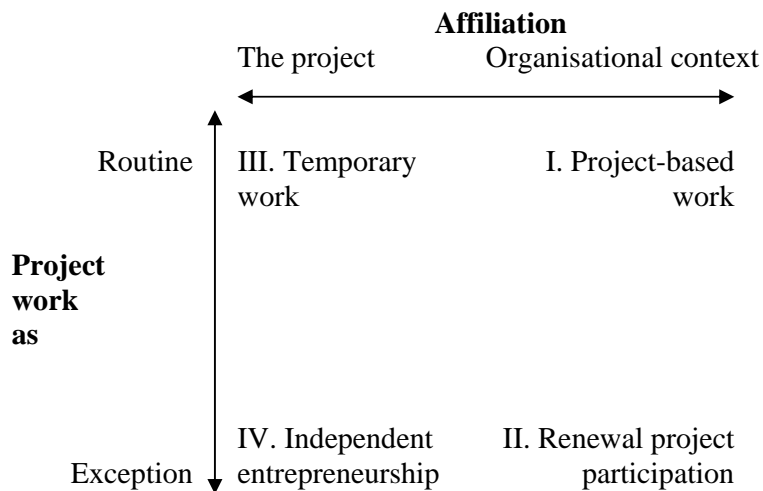 Affiliation
The project Organisational context
Routine III. Temporary I. Project-based
work work
Project
work
as
IV. Independent II. Renewal project
Exception entrepreneurship participation